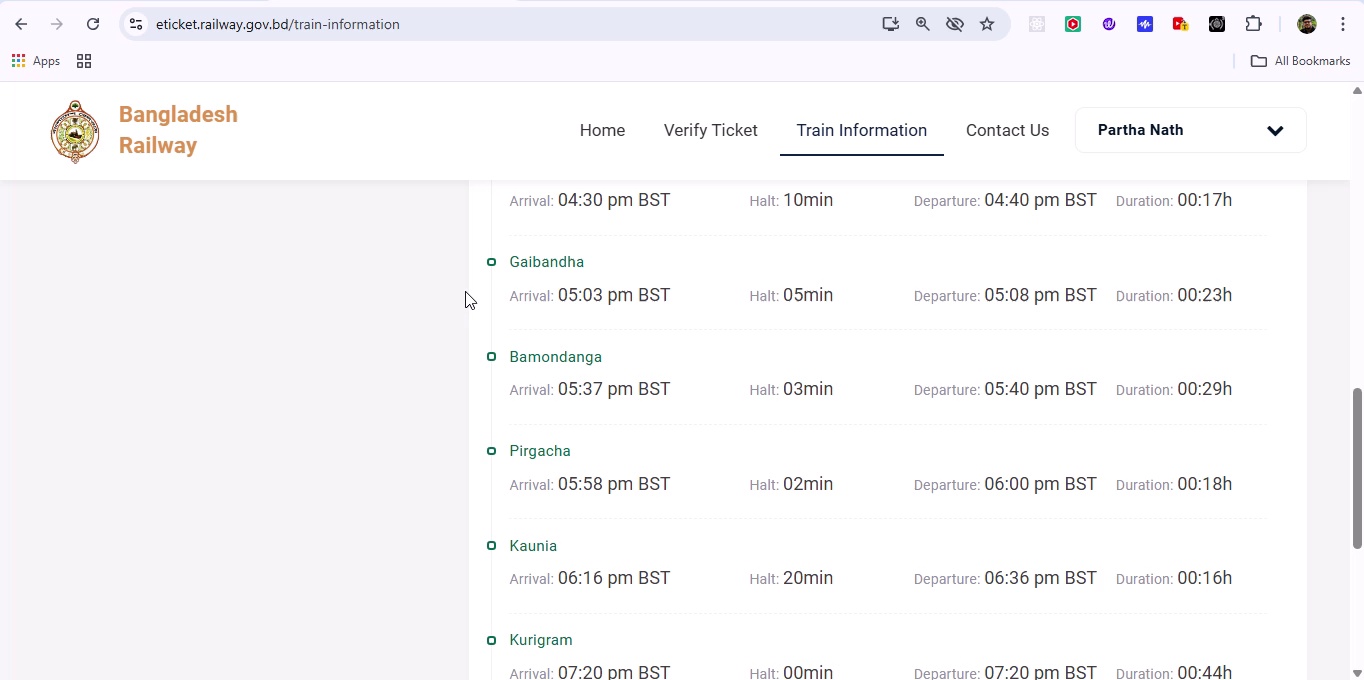 eticket.railway.gov.bd/train-information
Apps
All Bookmarks
Bangladesh
Railway
Home
Verify Ticket
Train Information
Contact Us
Partha Nath
Arrival: 04:30 pm BST Halt: 10min Departure: 04:40 pm BST Duration: 00:17h
Gaibandha
Arrival: 05:03 pm BST Halt: 05min Departure: 05:08 pm BST Duration: 00:23h
Bamondanga
Arrival: 05:37 pm BST Halt: 03min Departure: 05:40 pm BST Duration: 00:29h
Pirgacha
Arrival: 05:58 pm BST Halt: 02min Departure: 06:00 pm BST Duration: 00:18h
Kaunia
Arrival: 06:16 pm BST Halt: 20min Departure: 06:36 pm BST Duration: 00:16h
Kurigram
Arrival: 07:20 pm BST Halt: 00min Departure: 07:20 pm BST Duration: 00:44h